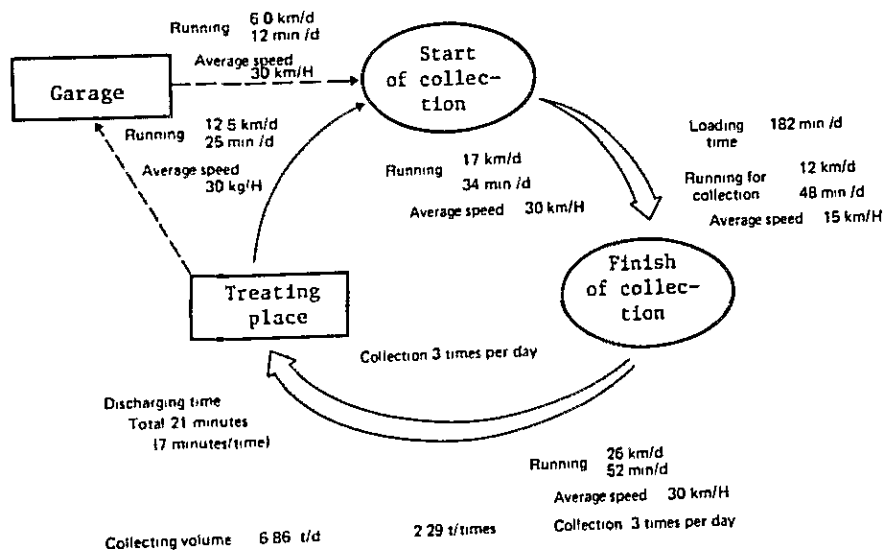 Running 6 0 km/d
12 min /d
Average speed
30 km/H
Garage
Start
of collec-
tion
Running 12 5 km/d
25 min /d
Average speed
30 kg/H
Running 17 km/d
34 min /d
Average speed 30 km/H
Loading
time 182 min /d
Running for
collection 12 km/d
48 min /d
Average speed 15 km/H
Treating
place
Finish
of collec-
tion
Collection 3 times per day
Discharging time
Total 21 minutes
(7 minutes/time)
Running 26 km/d
52 min/d
Average speed 30 km/H
Collecting volume 6 86 t/d 2 29 t/times Collection 3 times per day